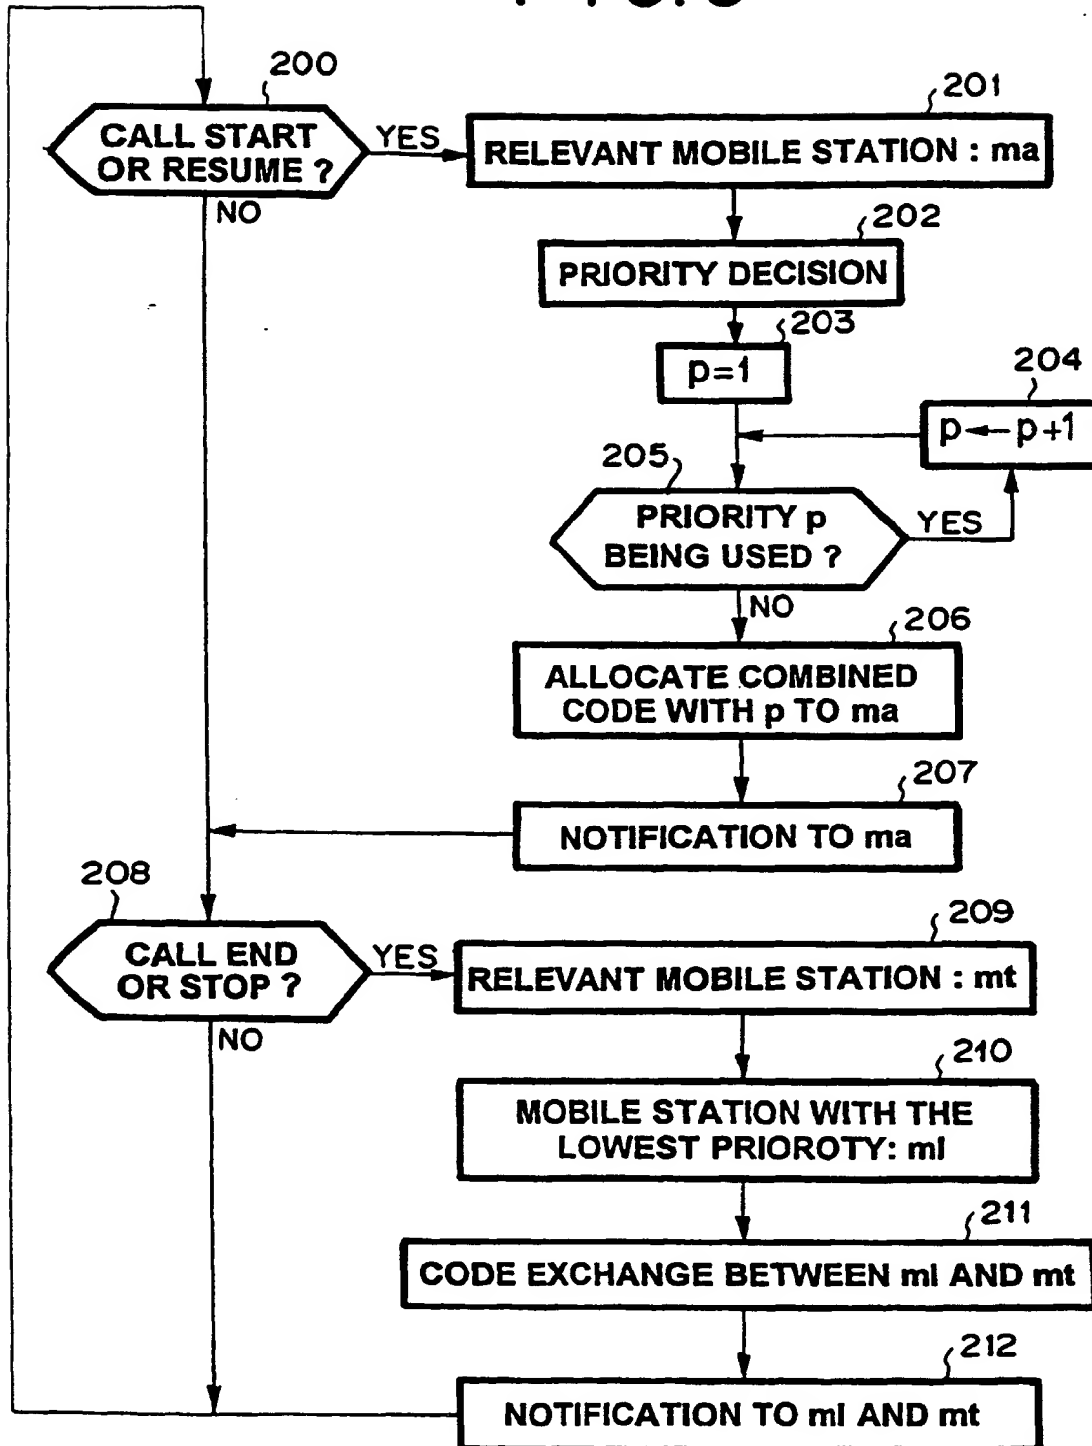 200
CALL START
OR RESUME ?
YES
NO
201
RELEVANT MOBILE STATION : ma
202
PRIORITY DECISION
203
p=1
204
p ← p+1
205
PRIORITY p
BEING USED ?
YES
NO
206
ALLOCATE COMBINED
CODE WITH p TO ma
207
NOTIFICATION TO ma
208
CALL END
OR STOP ?
YES
NO
209
RELEVANT MOBILE STATION : mt
210
MOBILE STATION WITH THE
LOWEST PRIOROTY: ml
211
CODE EXCHANGE BETWEEN ml AND mt
212
NOTIFICATION TO ml AND mt